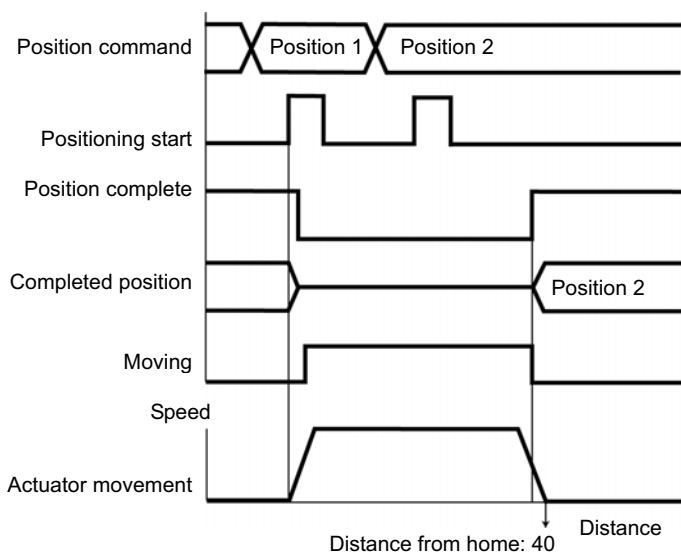 Position command
Position 1
Position 2
Positioning start
Position complete
Completed position
Position 2
Moving
Speed
Actuator movement
Distance
Distance from home: 40